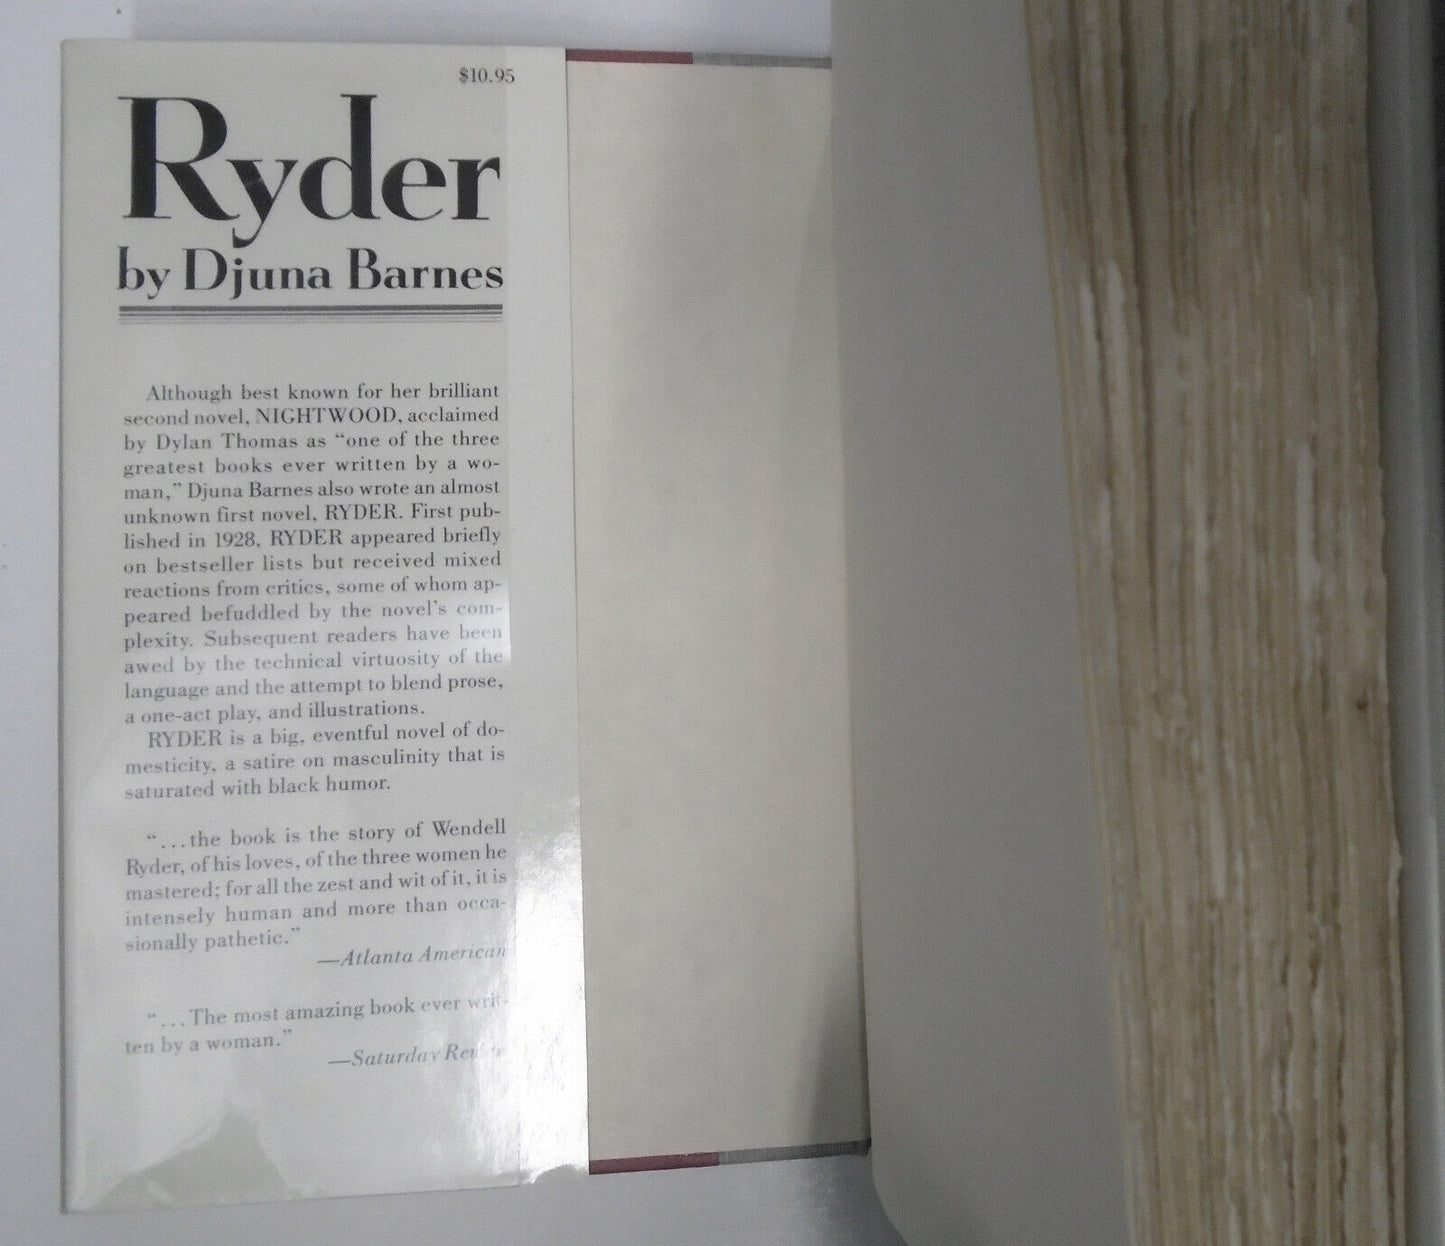 $10.95
Ryder
by Djuna Barnes
Although best known for her brilliant
second novel, NIGHTWOOD, acclaimed
by Dylan Thomas as “one of the three
greatest books ever written by a wo-
man,” Djuna Barnes also wrote an almost
unknown first novel, RYDER. First pub-
lished in 1928, RYDER appeared briefly
on bestseller lists but received mixed
reactions from critics, some of whom ap-
peared befuddled by the novel’s com-
plexity. Subsequent readers have been
awed by the technical virtuosity of the
language and the attempt to blend prose,
a one-act play, and illustrations.
RYDER is a big, eventful novel of do-
mesticity, a satire on masculinity that is
saturated with black humor.
“...the book is the story of Wendell
Ryder, of his loves, of the three women he
mastered; for all the zest and wit of it, it is
intensely human and more than occa-
sionally pathetic.”
—Atlanta American
“...The most amazing book ever writ-
ten by a woman.”
—Saturday